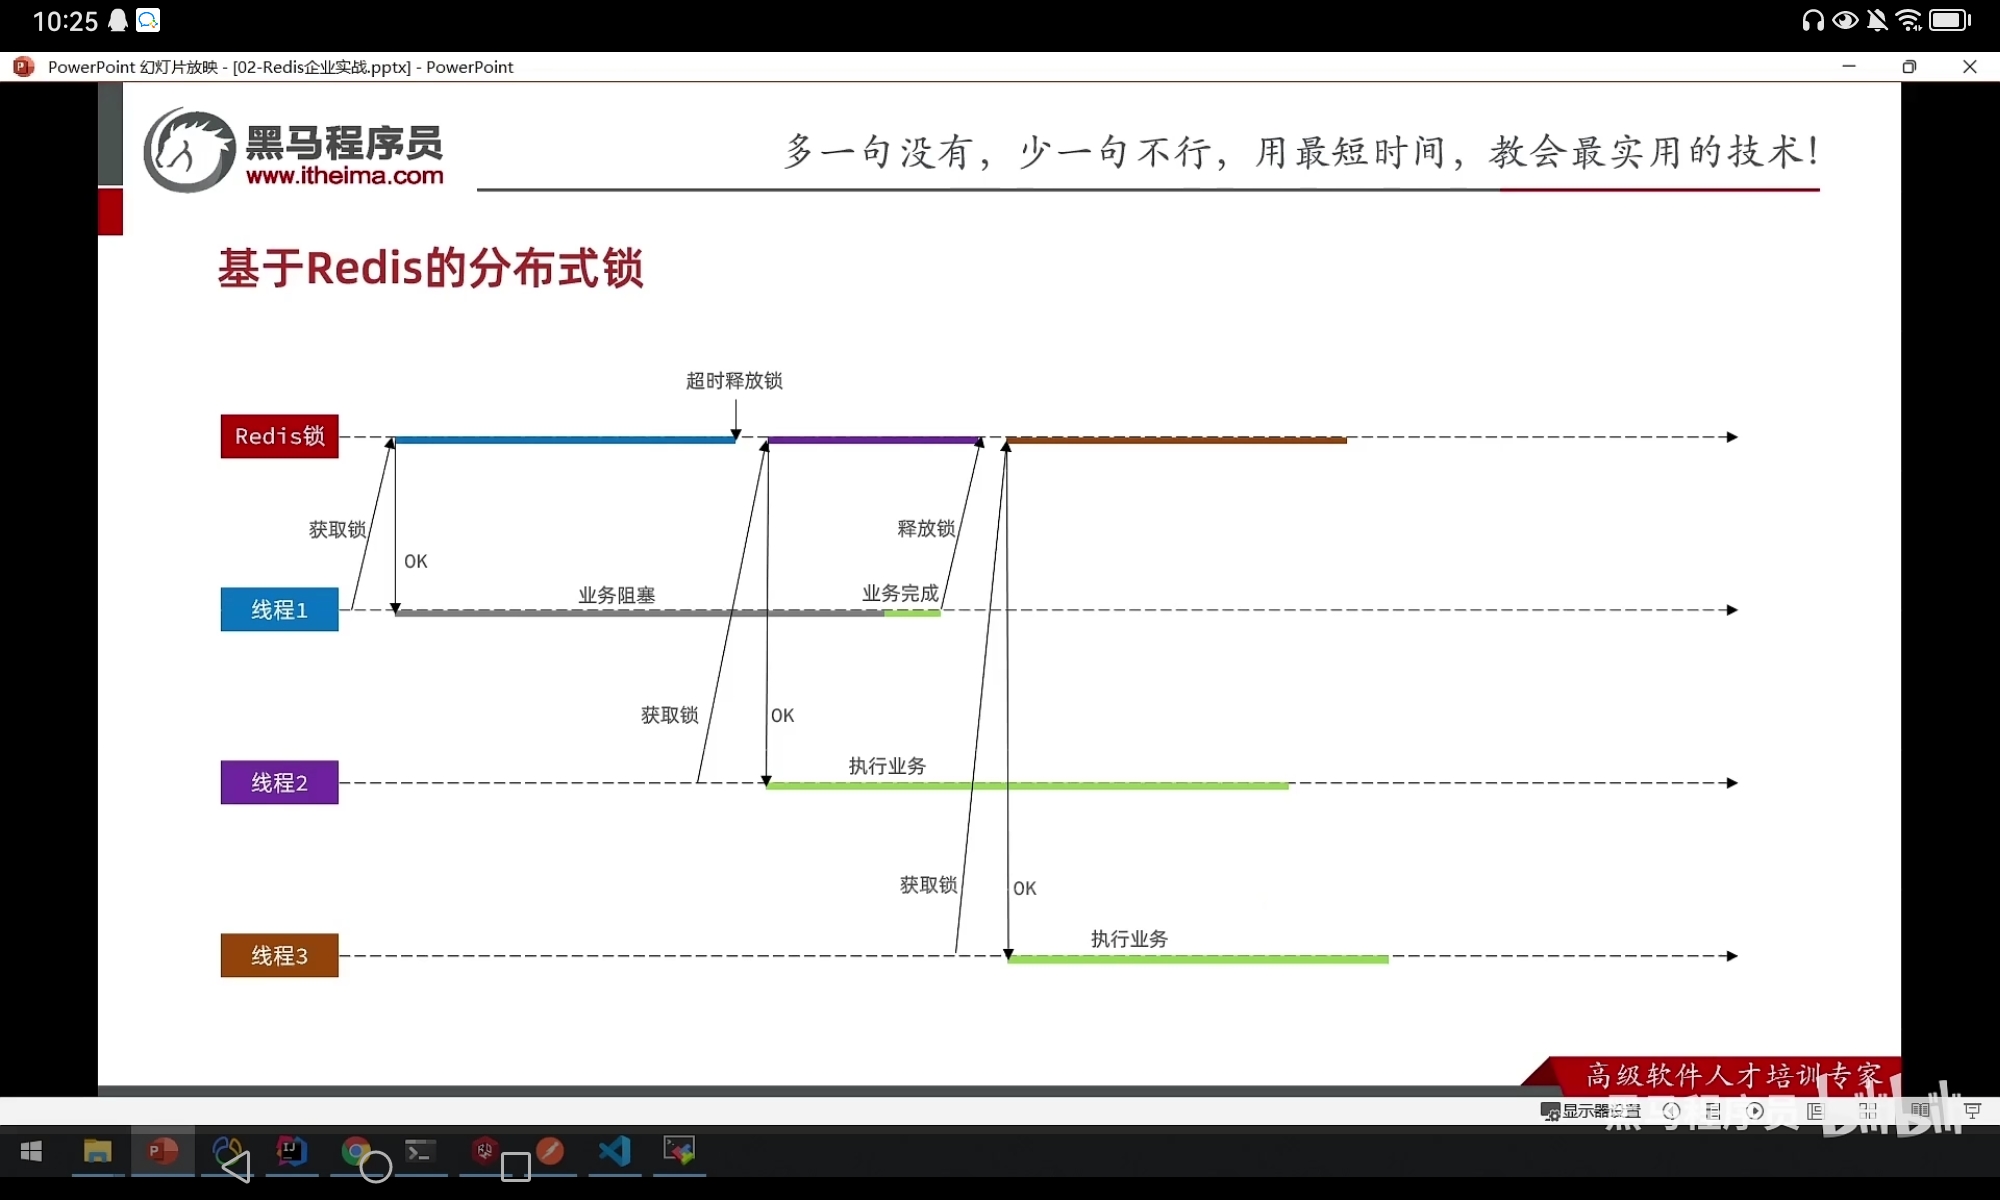 10:25
PowerPoint 幻灯片放映 - [02-Redis企业实战.pptx] - PowerPoint
黑马程序员
www.itheima.com
多一句没有，少一句不行，用最短时间，教会最实用的技术！
基于Redis的分布式锁
超时释放锁
Redis锁
获取锁
释放锁
OK
业务阻塞
业务完成
线程1
获取锁
OK
执行业务
线程2
获取锁
OK
执行业务
线程3
高级软件人才培训专家
显示器设置
黑马程序员 bilibili